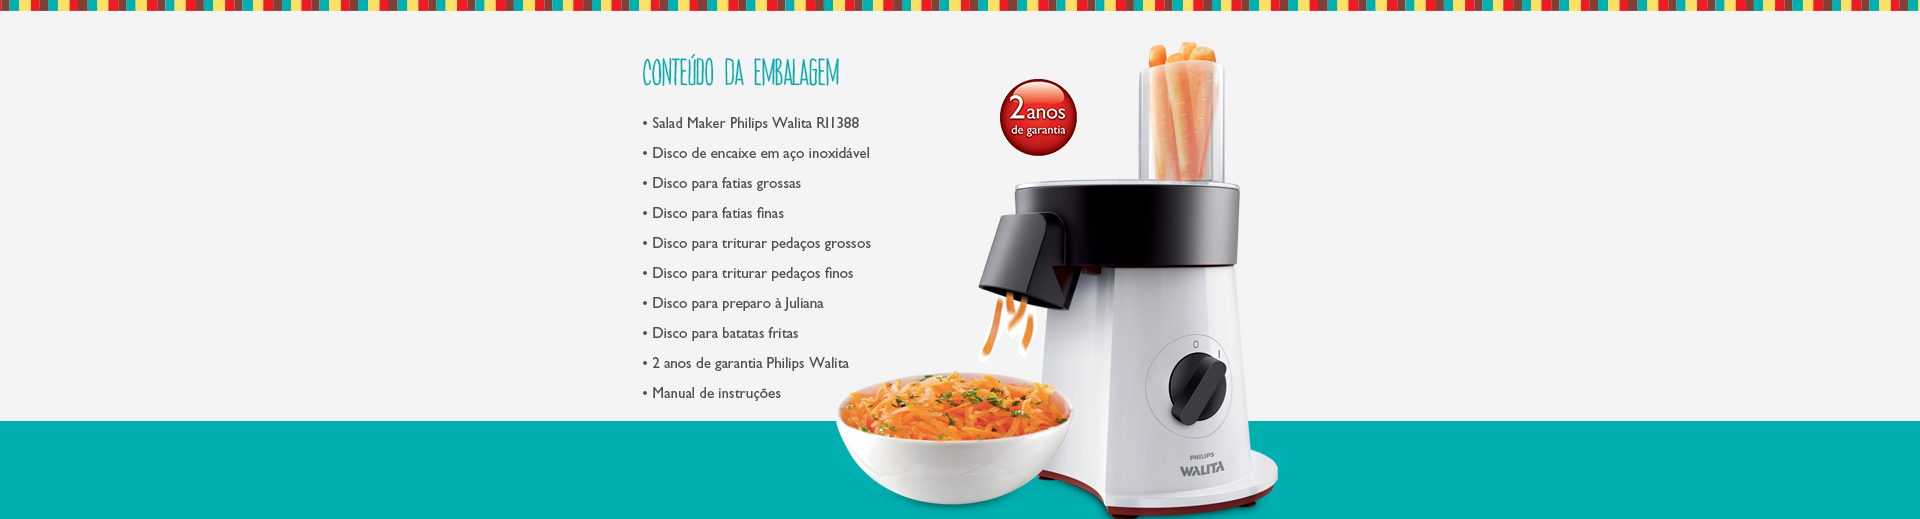 CONTEÚDO DA EMBALAGEM
• Salad Maker Philips Walita RI1388
• Disco de encaixe em aço inoxidável
• Disco para fatias grossas
• Disco para fatias finas
• Disco para triturar pedaços grossos
• Disco para triturar pedaços finos
• Disco para preparo à Juliana
• Disco para batatas fritas
• 2 anos de garantia Philips Walita
• Manual de instruções
2 anos
de garantia
O
I
PHILIPS
WALITA